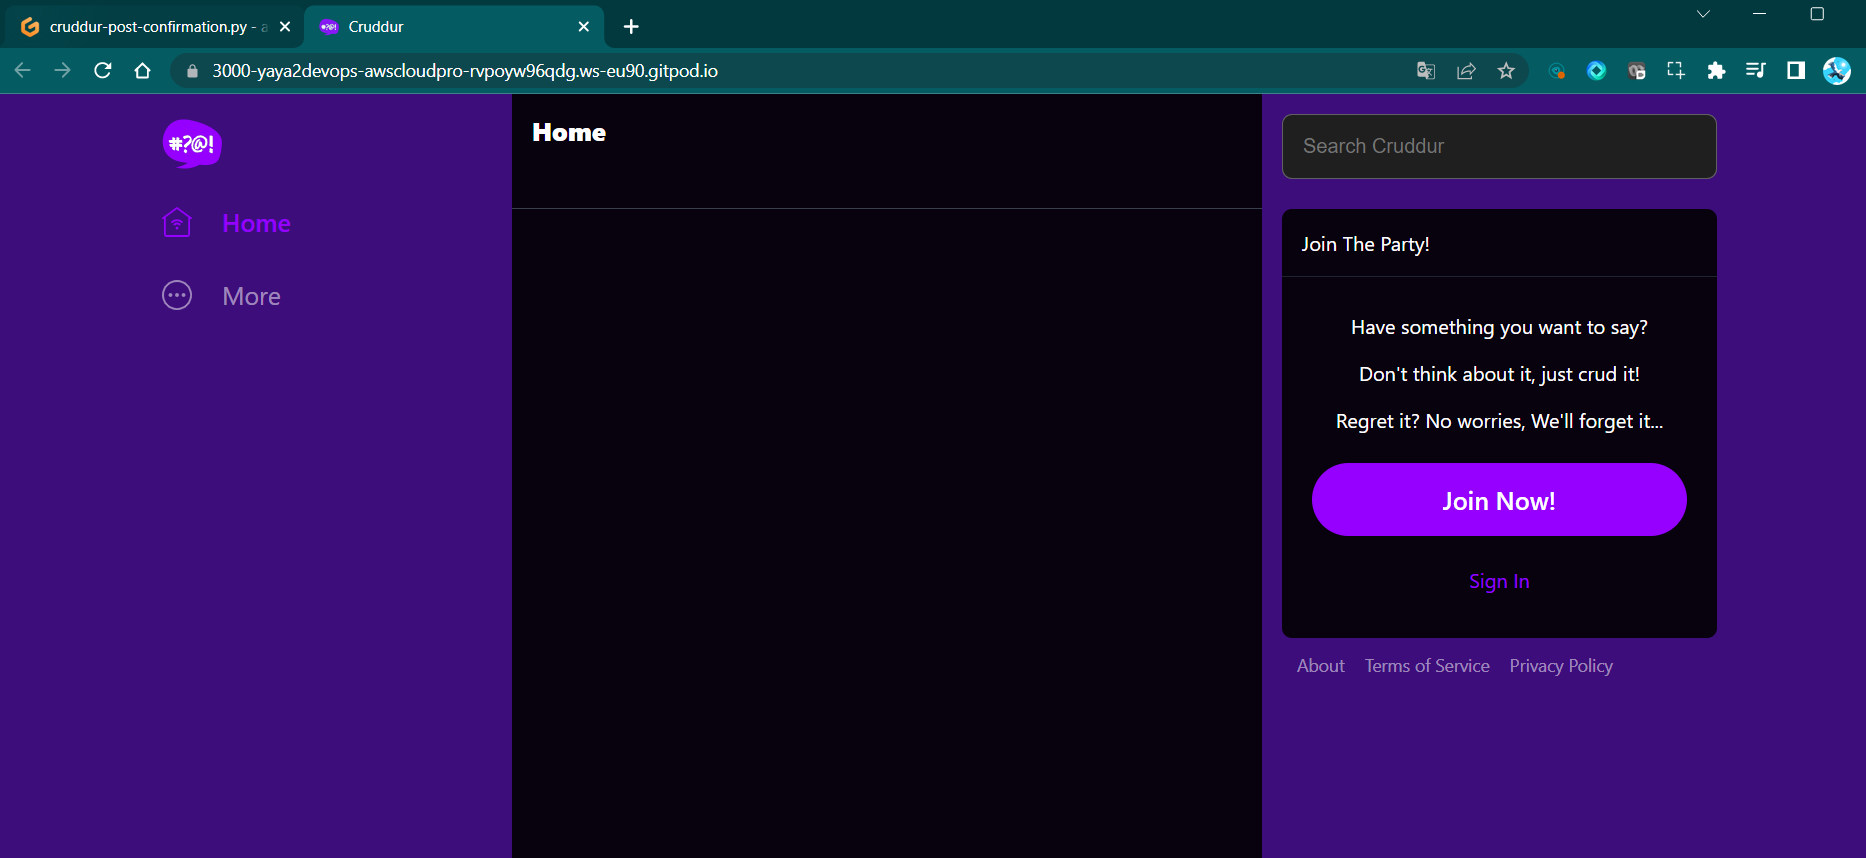 cruddur-post-confirmation.py - a
Cruddur
3000-yaya2devops-awscloudpro-rvpoyw96qdg.ws-eu90.gitpod.io
#?@!
Home
More
Home
Search Cruddur
Join The Party!
Have something you want to say?
Don't think about it, just crud it!
Regret it? No worries, We'll forget it...
Join Now!
Sign In
About Terms of Service Privacy Policy